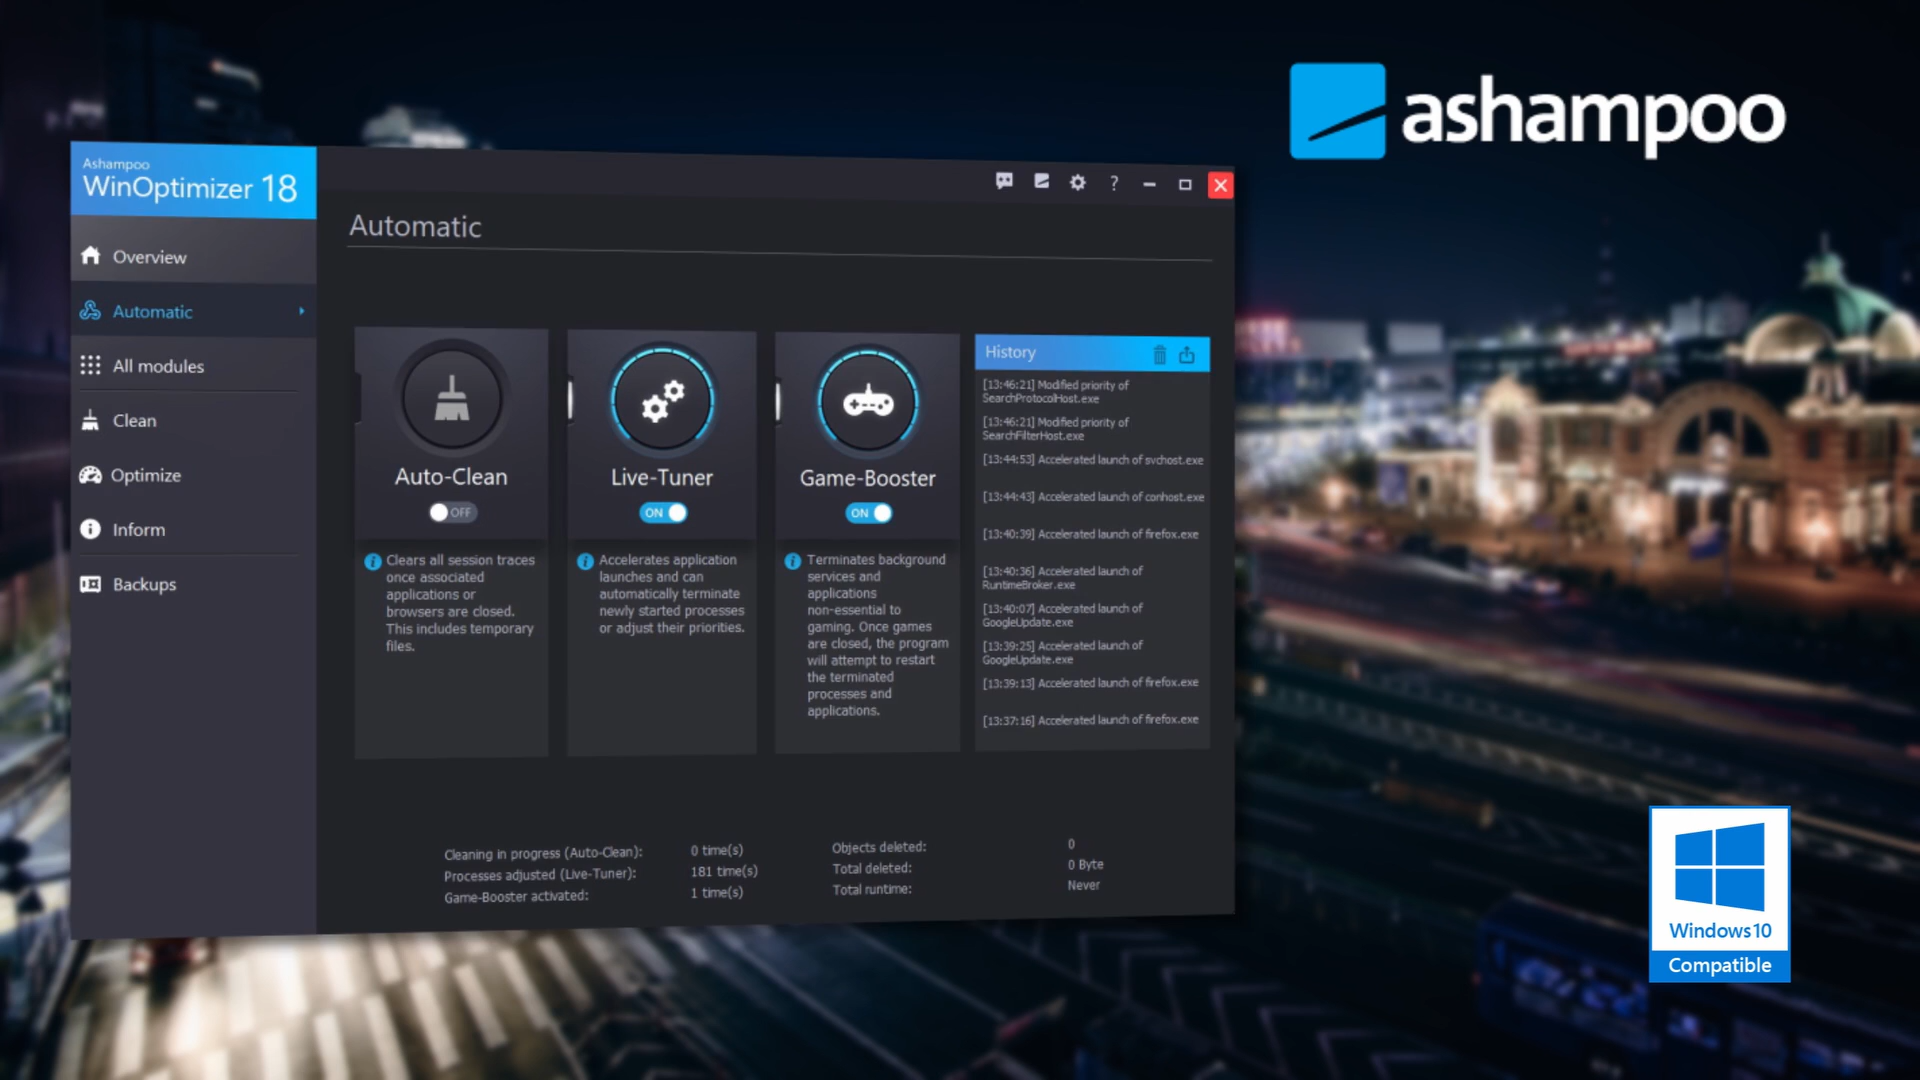 ashampoo
Ashampoo
WinOptimizer 18
?
Overview
Automatic
All modules
Clean
Optimize
Inform
Backups
Automatic
Auto-Clean
OFF
Clears all session traces
once associated
applications or
browsers are closed.
This includes temporary
files.
Live-Tuner
ON
Accelerates application
launches and can
automatically terminate
newly started processes
or adjust their priorities.
Game-Booster
ON
Terminates background
services and
applications
non-essential to
gaming. Once games
are closed, the program
will attempt to restart
the terminated
processes and
applications.
History
[13:46:21] Modified priority of
SearchProtocolHost.exe
[13:46:21] Modified priority of
SearchFilterHost.exe
[13:44:53] Accelerated launch of svchost.exe
[13:44:43] Accelerated launch of conhost.exe
[13:40:39] Accelerated launch of firefox.exe
[13:40:36] Accelerated launch of
RuntimeBroker.exe
[13:40:07] Accelerated launch of
GoogleUpdate.exe
[13:39:25] Accelerated launch of
GoogleUpdate.exe
[13:39:13] Accelerated launch of firefox.exe
[13:37:16] Accelerated launch of firefox.exe
Cleaning in progress (Auto-Clean): 0 time(s)
Processes adjusted (Live-Tuner): 181 time(s)
Game-Booster activated: 1 time(s)
Objects deleted: 0
Total deleted: 0 Byte
Total runtime: Never
Windows10
Compatible